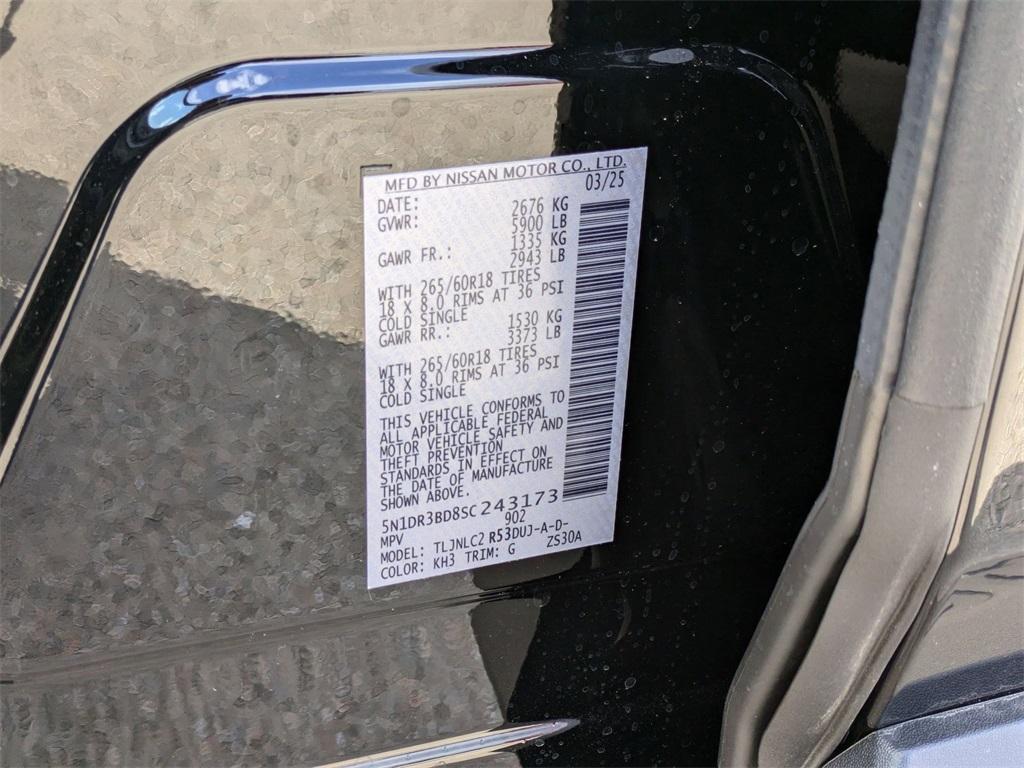 MFD BY NISSAN MOTOR CO., LTD.
DATE: 03/25
GVWR: 2676 KG
5900 LB
GAWR FR.: 1335 KG
2943 LB
WITH 265/60R18 TIRES
18 X 8.0 RIMS AT 36 PSI
COLD SINGLE
GAWR RR.: 1530 KG
3373 LB
WITH 265/60R18 TIRES
18 X 8.0 RIMS AT 36 PSI
COLD SINGLE
THIS VEHICLE CONFORMS TO
ALL APPLICABLE FEDERAL
MOTOR VEHICLE SAFETY AND
THEFT PREVENTION
STANDARDS IN EFFECT ON
THE DATE OF MANUFACTURE
SHOWN ABOVE.
5N1DR3BD8SC243173
MPV 902
MODEL: TLJNLC2 R53DUJ-A-D-
COLOR: KH3 TRIM: G ZS30A